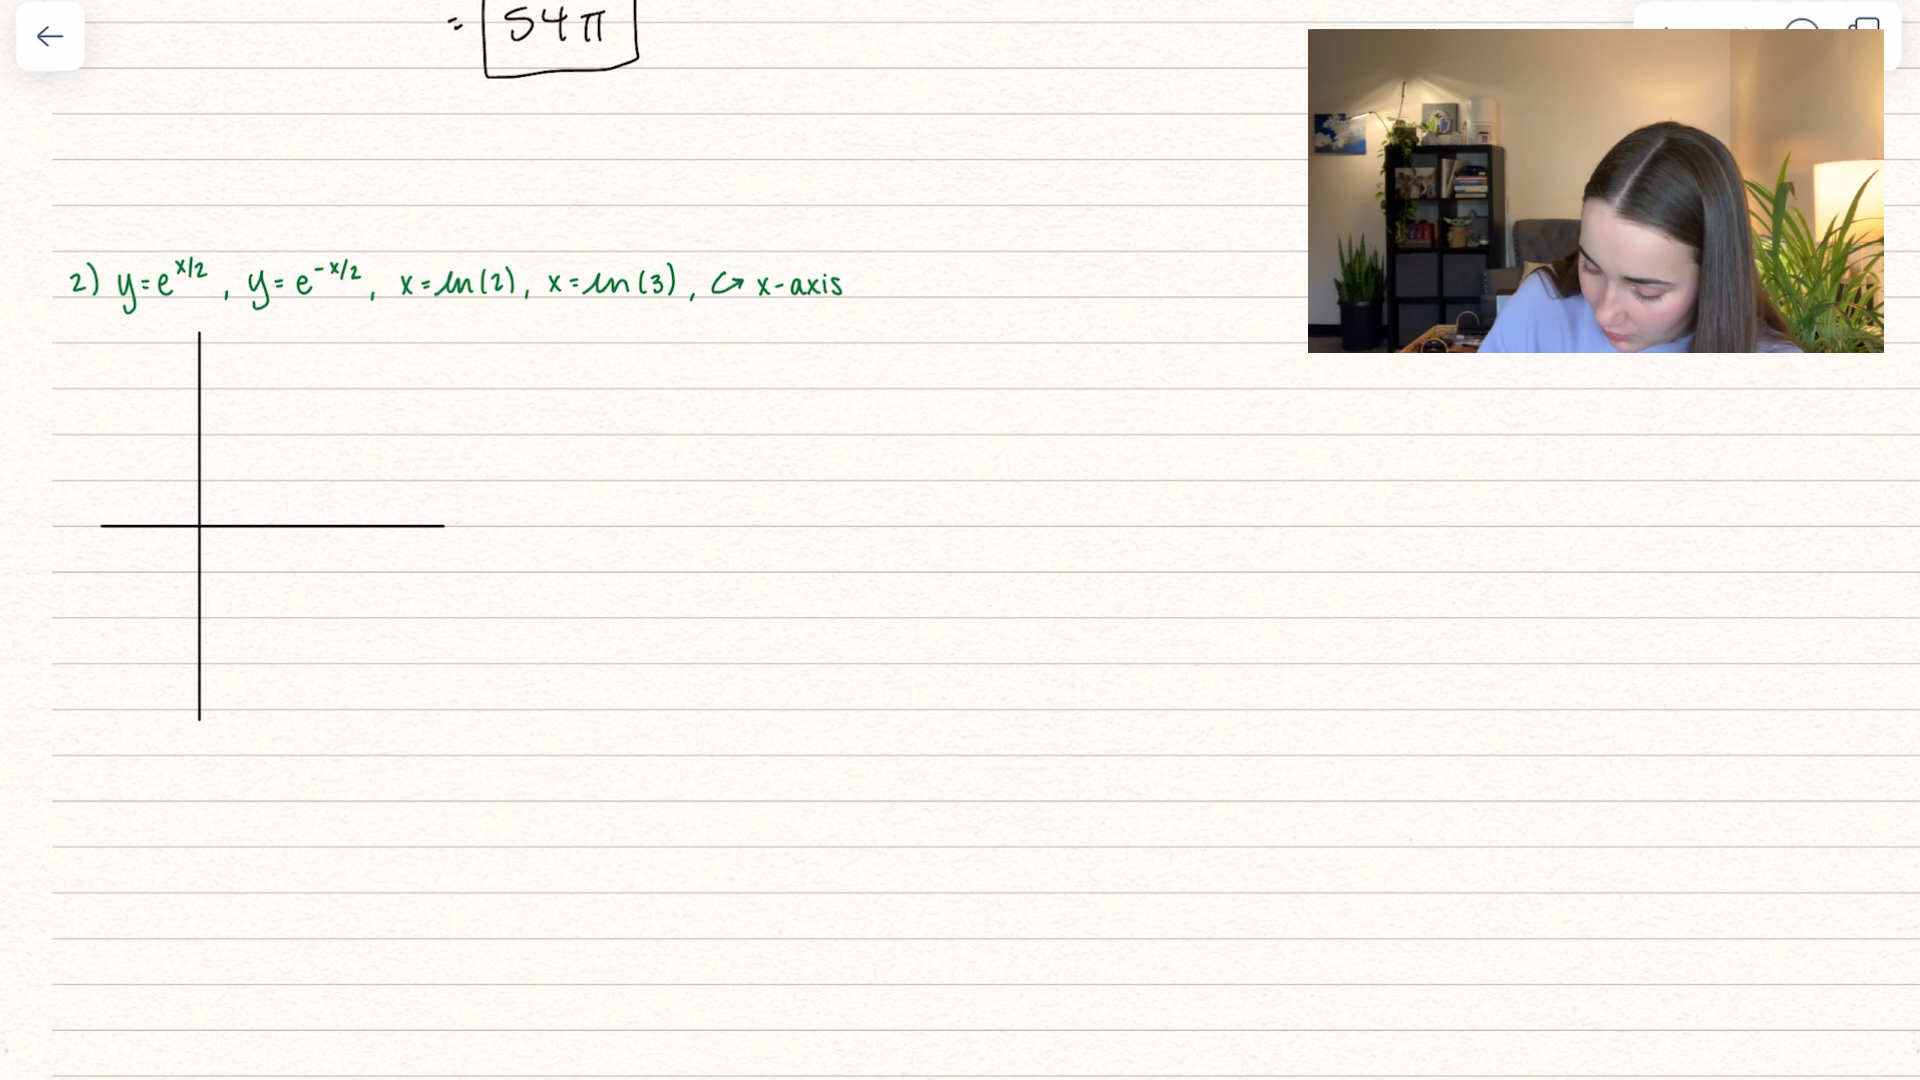 = 54π
2) y=e^x/2, y=e^-x/2, x=ln(2), x=ln(3), ↪ x-axis